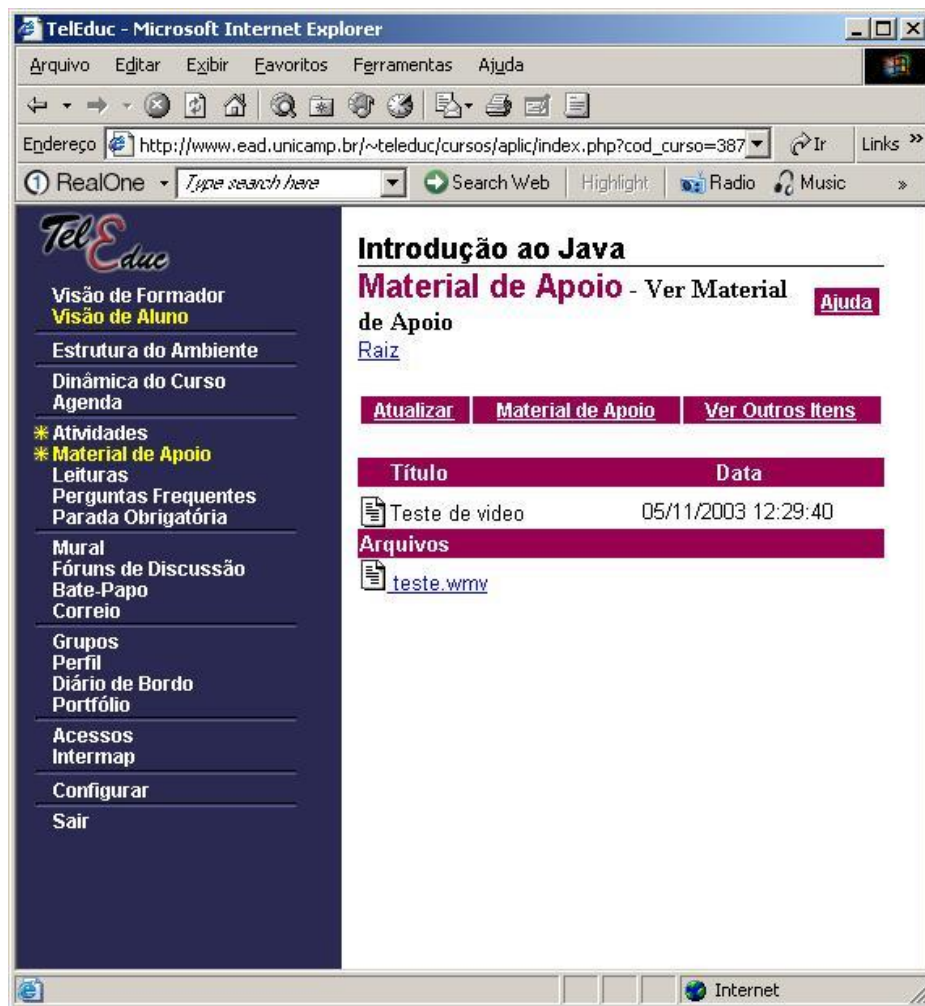 TelEduc - Microsoft Internet Explorer
Arquivo Editar Exibir Favoritos Ferramentas Ajuda
Endereço http://www.ead.unicamp.br/~teleduc/cursos/aplic/index.php?cod_curso=387 Ir Links »
RealOne Type search here Search Web Highlight Radio Music »
TelEduc
Visão de Formador
Visão de Aluno
Estrutura do Ambiente
Dinâmica do Curso
Agenda
Atividades
Material de Apoio
Leituras
Perguntas Frequentes
Parada Obrigatória
Mural
Fóruns de Discussão
Bate-Papo
Correio
Grupos
Perfil
Diário de Bordo
Portfólio
Acessos
Intermap
Configurar
Sair
Introdução ao Java
Material de Apoio - Ver Material
de Apoio
Ajuda
Raiz
Atualizar Material de Apoio Ver Outros Itens
Título Data
Teste de video 05/11/2003 12:29:40
Arquivos
teste.wmv
Internet